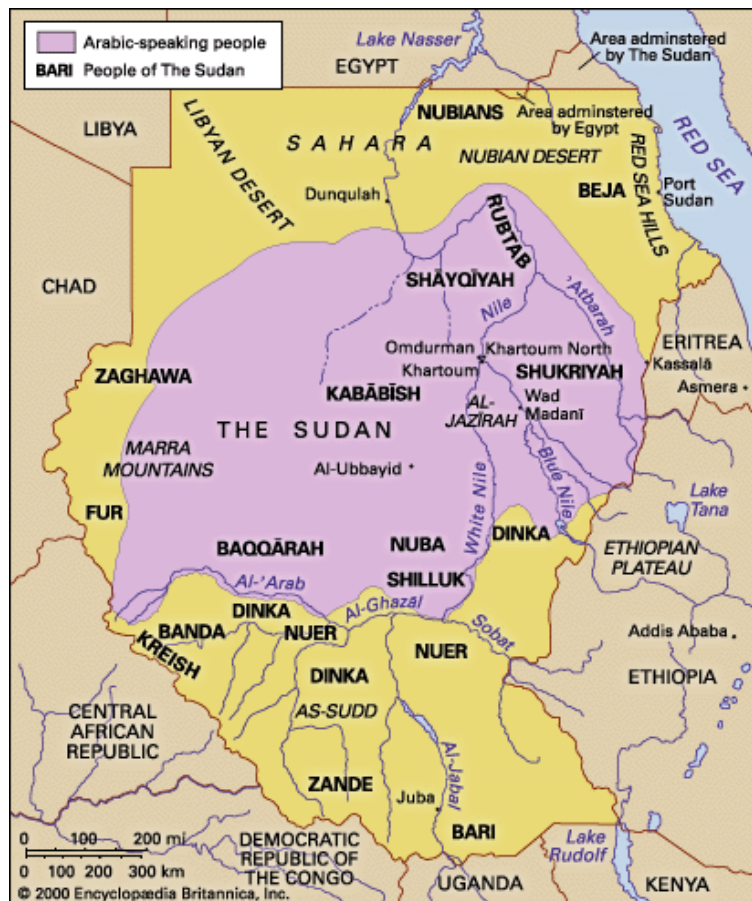 Arabic-speaking people
BARI People of The Sudan
Lake Nasser
EGYPT
Area adminstered
by The Sudan
LIBYA
NUBIANS
Area adminstered
by Egypt
RED SEA
LIBYAN DESERT
SAHARA
NUBIAN DESERT
RED SEA HILLS
BEJA
Port
Sudan
Dunqulah
RUBTAB
CHAD
SHĀYQĪYAH
Nile
'Atbarah
ERITREA
Omdurman
Khartoum North
Khartoum
Kassalā
ZAGHAWA
SHUKRIYAH
Asmera
KABĀBĪSH
Wad
Madanī
AL-
JAZĪRAH
THE SUDAN
MARRA
MOUNTAINS
Al-Ubbayid
White Nile
Blue Nile
Lake
Tana
FUR
DINKA
BAQQĀRAH
NUBA
ETHIOPIAN
PLATEAU
SHILLUK
Al-'Arab
DINKA
Al-Ghazāl
Sobat
BANDA
NUER
NUER
Addis Ababa
KREISH
DINKA
ETHIOPIA
AS-SUDD
CENTRAL
AFRICAN
REPUBLIC
Al-Jabal
ZANDE
Juba
BARI
0 100 200 mi
0 100 200 300 km
DEMOCRATIC
REPUBLIC OF
THE CONGO
Lake
Rudolf
UGANDA
KENYA
© 2000 Encyclopædia Britannica, Inc.